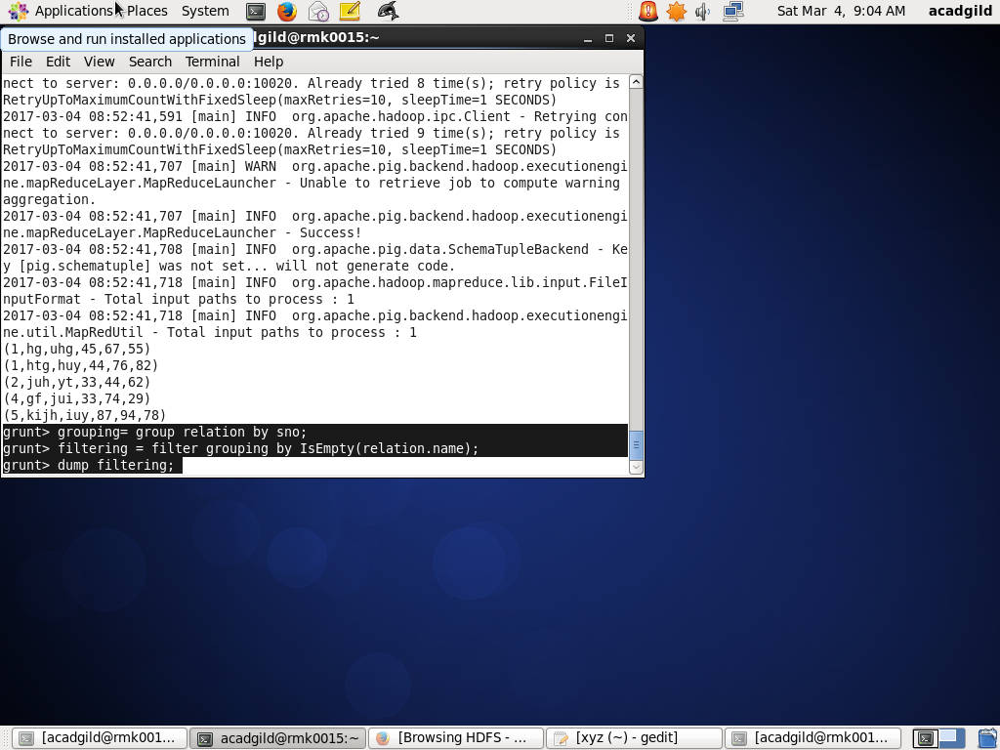 Applications Places System Sat Mar 4, 9:04 AM acadgild
Browse and run installed applications
dgild@rmk0015:~
File Edit View Search Terminal Help
nect to server: 0.0.0.0/0.0.0.0:10020. Already tried 8 time(s); retry policy is
RetryUpToMaximumCountWithFixedSleep(maxRetries=10, sleepTime=1 SECONDS)
2017-03-04 08:52:41,591 [main] INFO  org.apache.hadoop.ipc.Client - Retrying con
nect to server: 0.0.0.0/0.0.0.0:10020. Already tried 9 time(s); retry policy is
RetryUpToMaximumCountWithFixedSleep(maxRetries=10, sleepTime=1 SECONDS)
2017-03-04 08:52:41,707 [main] WARN  org.apache.pig.backend.hadoop.executionengi
ne.mapReduceLayer.MapReduceLauncher - Unable to retrieve job to compute warning
aggregation.
2017-03-04 08:52:41,707 [main] INFO  org.apache.pig.backend.hadoop.executionengi
ne.mapReduceLayer.MapReduceLauncher - Success!
2017-03-04 08:52:41,708 [main] INFO  org.apache.pig.data.SchemaTupleBackend - Ke
y [pig.schematuple] was not set... will not generate code.
2017-03-04 08:52:41,718 [main] INFO  org.apache.hadoop.mapreduce.lib.input.FileI
nputFormat - Total input paths to process : 1
2017-03-04 08:52:41,718 [main] INFO  org.apache.pig.backend.hadoop.executionengi
ne.util.MapRedUtil - Total input paths to process : 1
(1,hg,uhg,45,67,55)
(1,htg,huy,44,76,82)
(2,juh,yt,33,44,62)
(4,gf,jui,33,74,29)
(5,kijh,iuy,87,94,78)
grunt> grouping= group relation by sno;
grunt> filtering = filter grouping by IsEmpty(relation.name);
grunt> dump filtering;
[acadgild@rmk001... acadgild@rmk0015:~ [Browsing HDFS - ... [xyz (~) - gedit] [acadgild@rmk001...